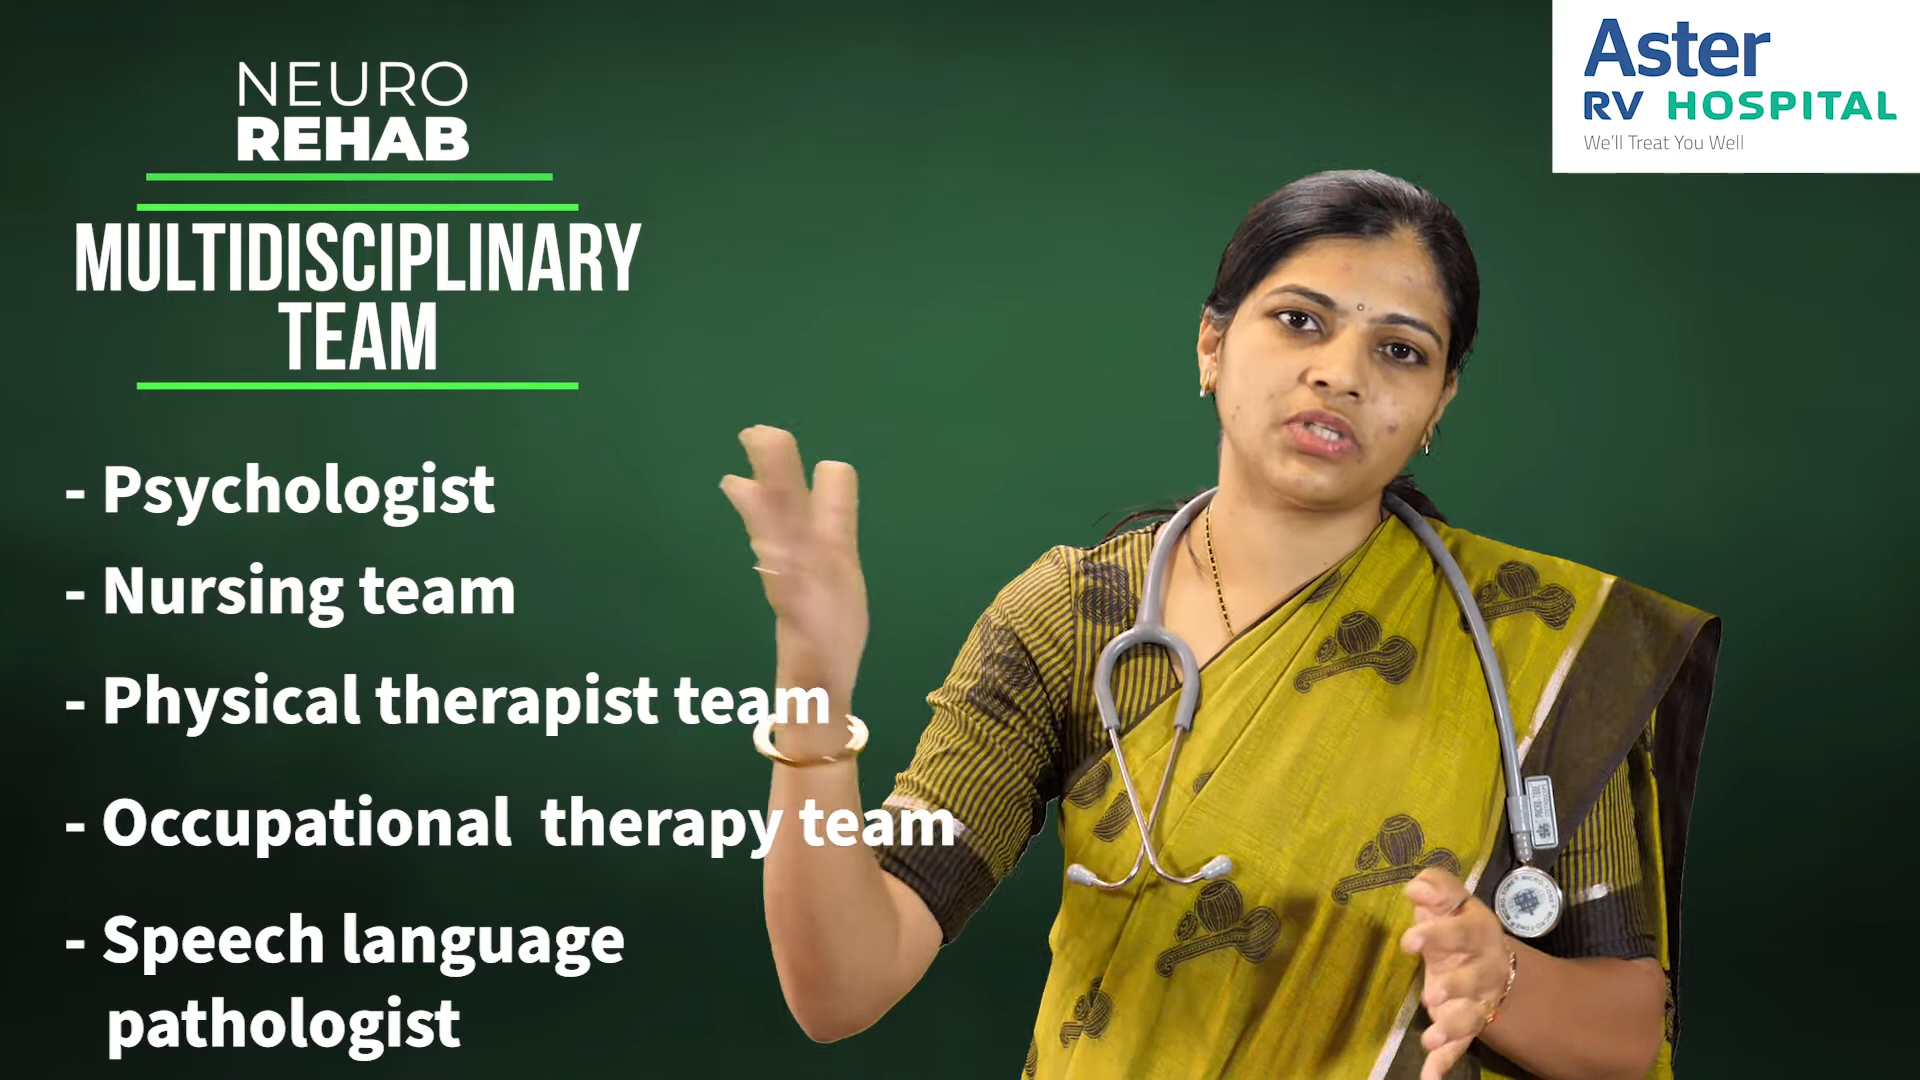 NEURO
REHAB
MULTIDISCIPLINARY
TEAM
- Psychologist
- Nursing team
- Physical therapist team
- Occupational therapy team
- Speech language
pathologist
Aster
RV HOSPITAL
We'll Treat You Well